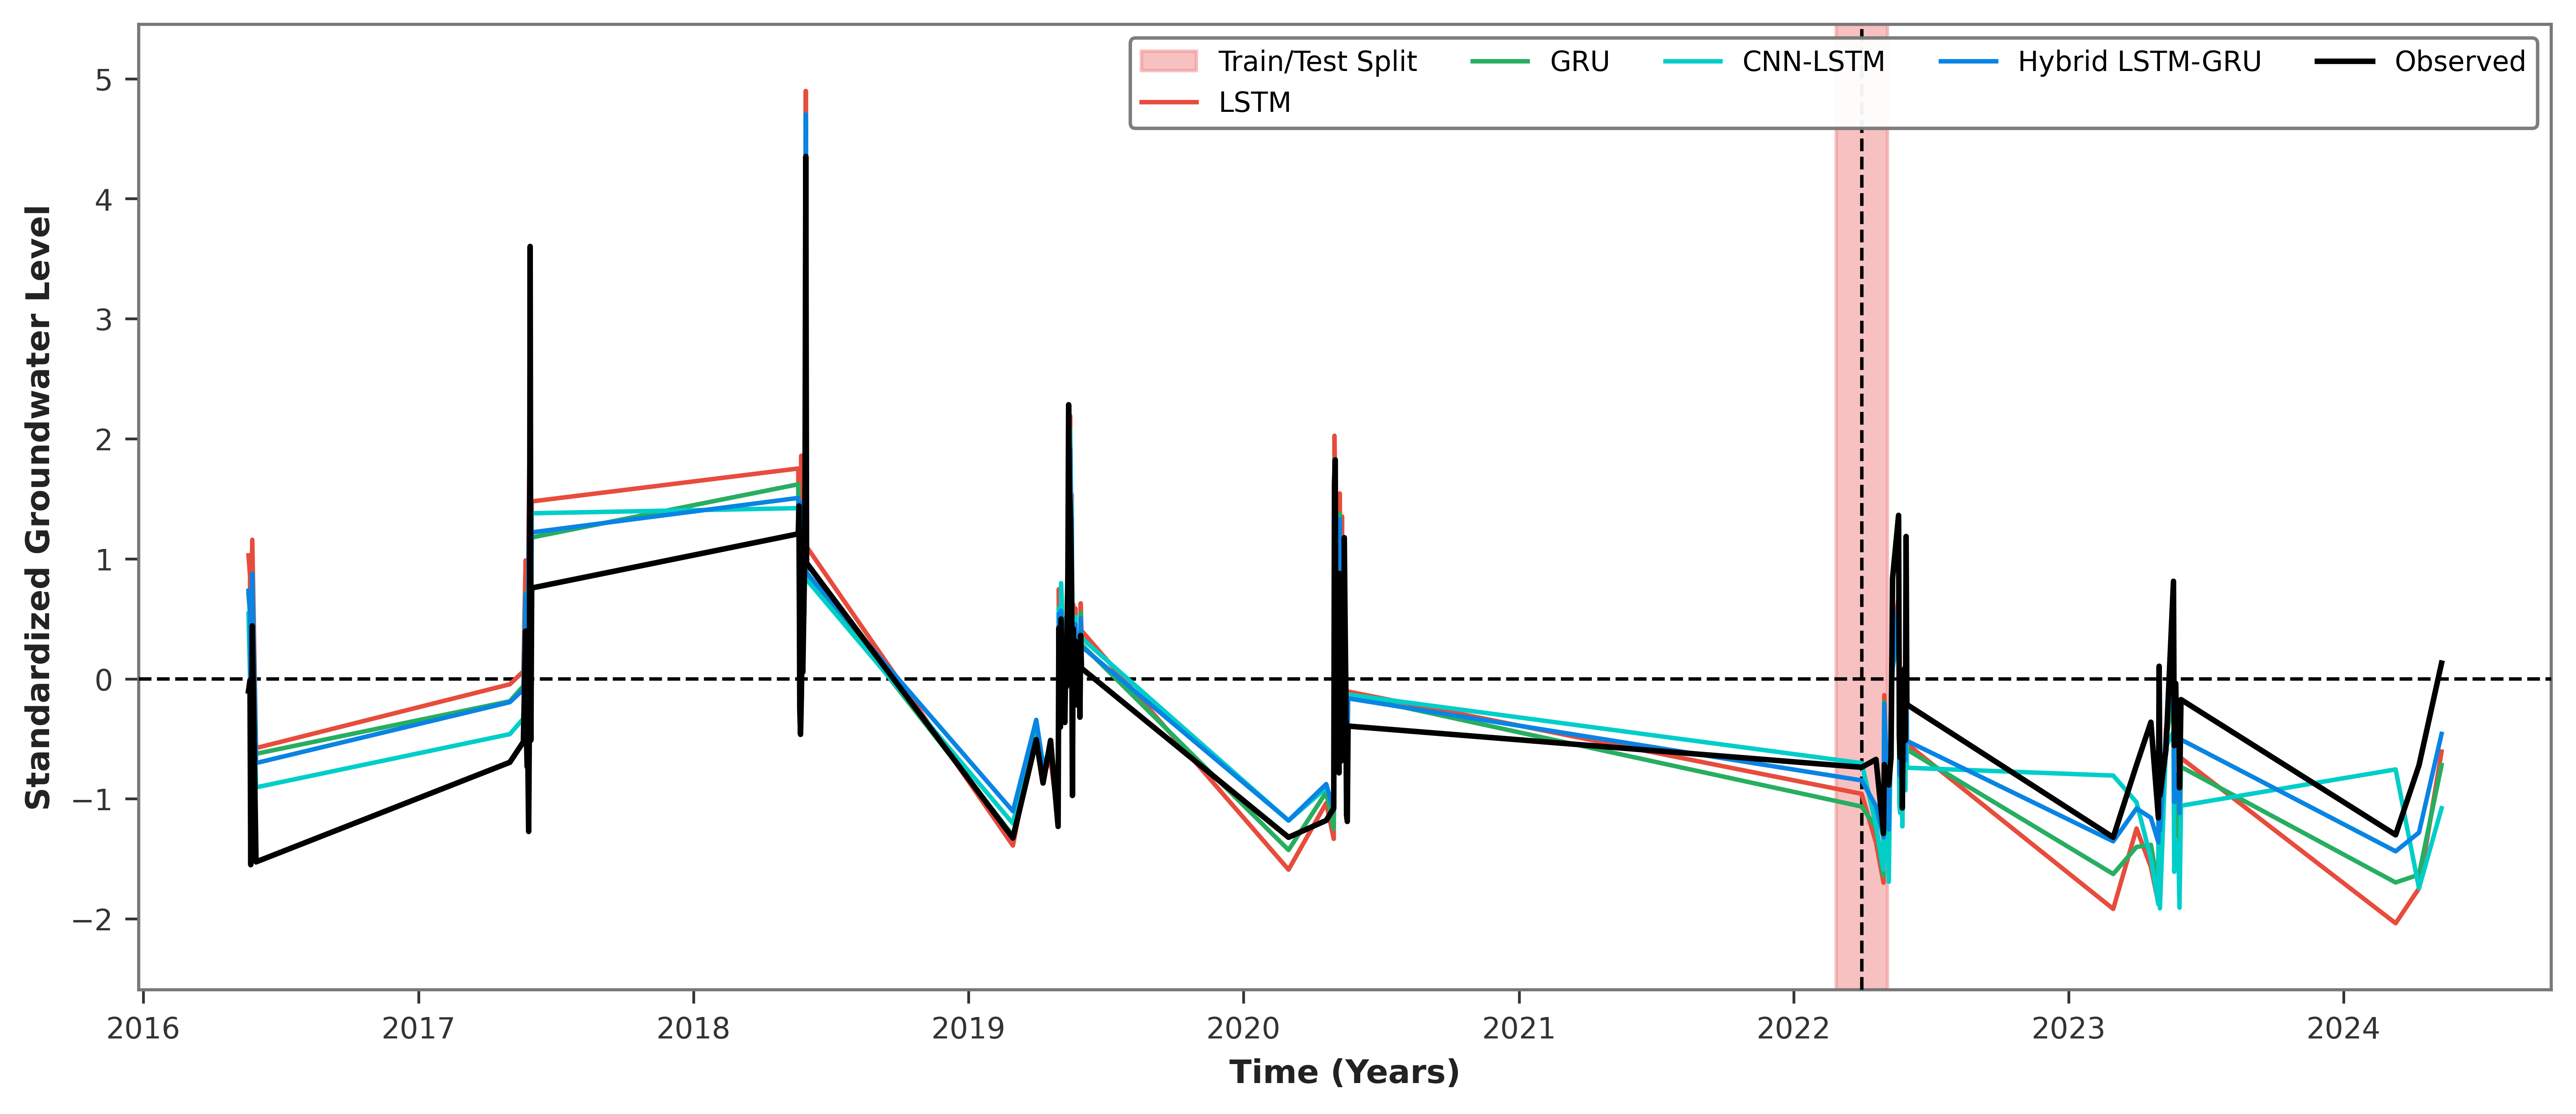 Train/Test Split
LSTM
GRU
CNN-LSTM
Hybrid LSTM-GRU
Observed
Standardized Groundwater Level
5
4
3
2
1
0
−1
−2
2016 2017 2018 2019 2020 2021 2022 2023 2024
Time (Years)